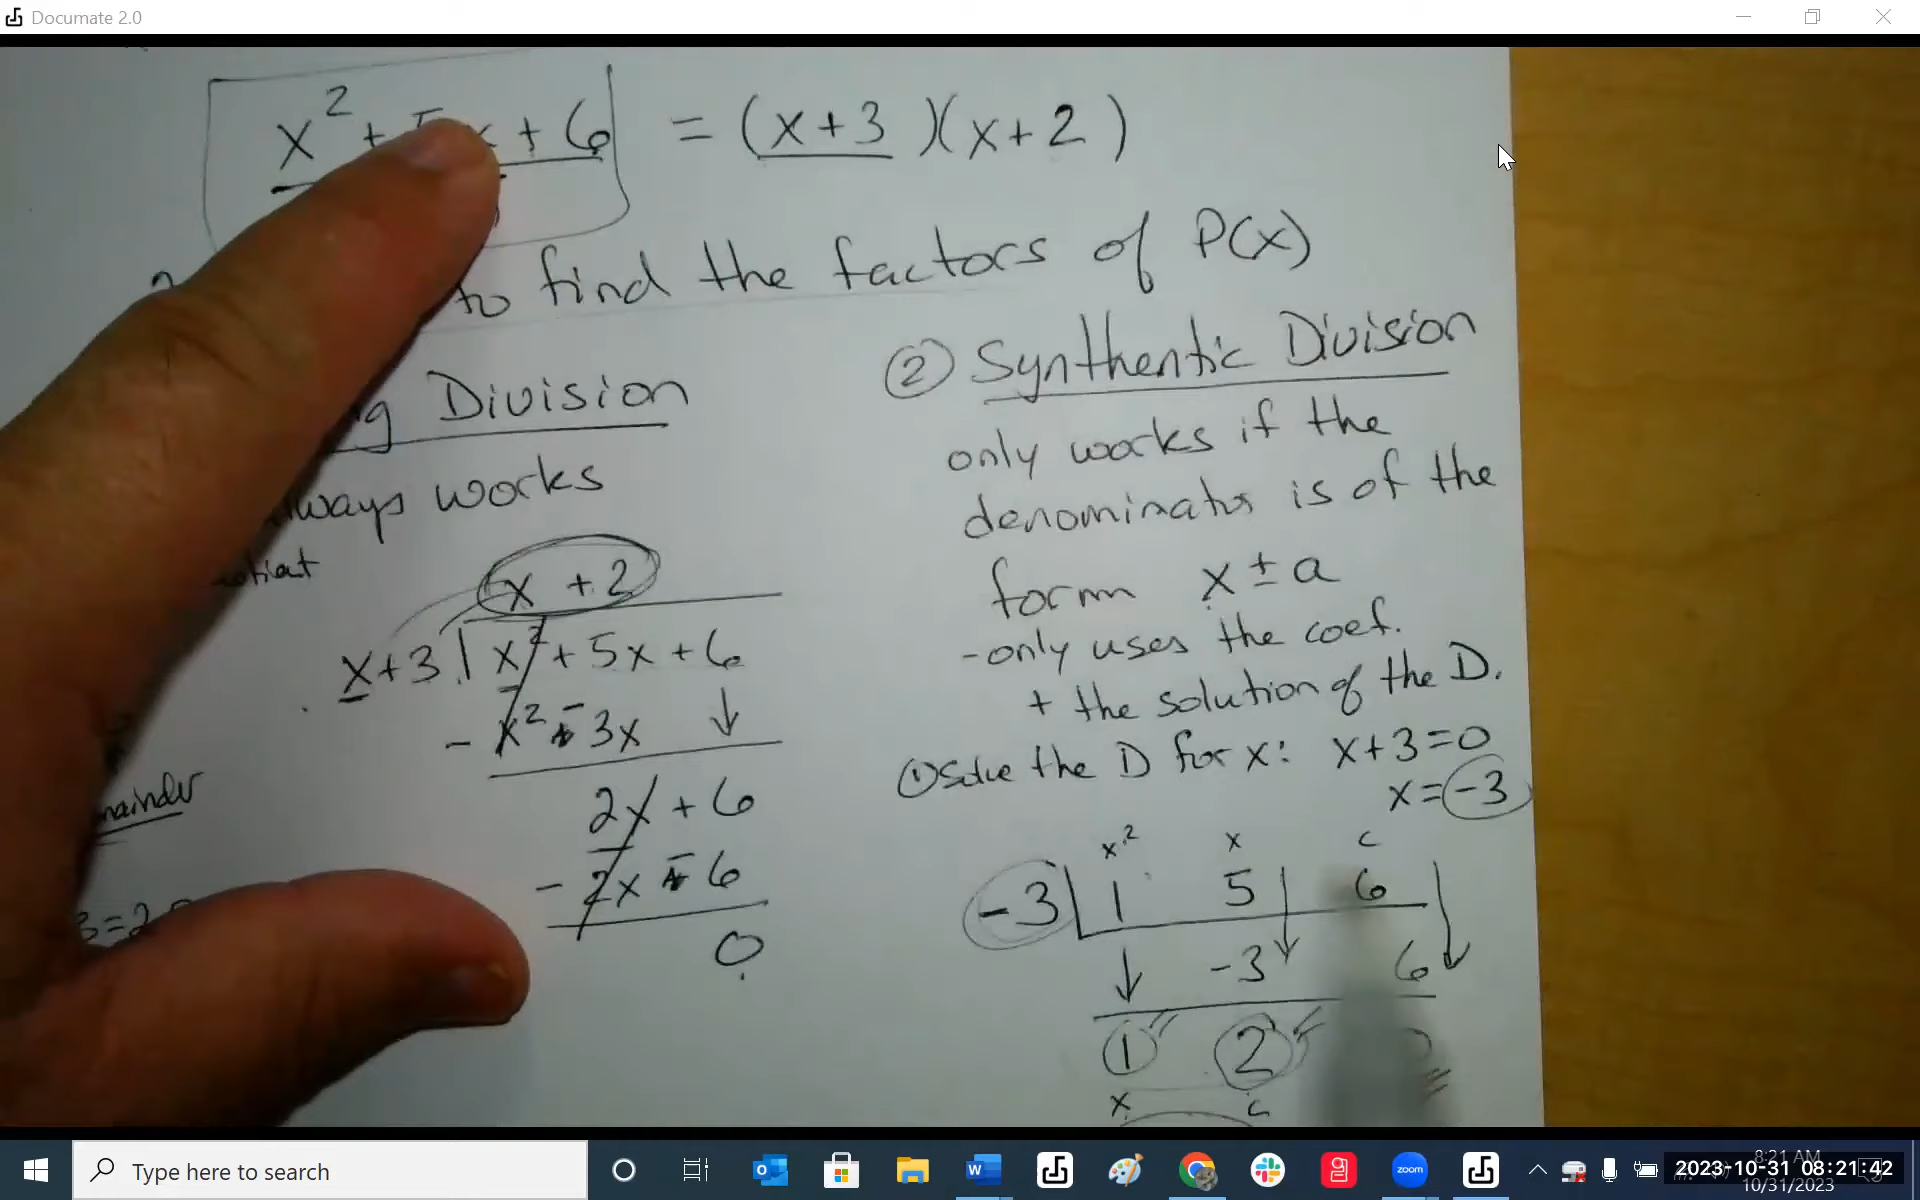 Documate 2.0
x² + 5x + 6 = (x+3)(x+2)
to find the factors of P(x)
Division
always works
x + 2
x+3 | x² + 5x + 6
- x² - 3x ↓
2x + 6
- 2x - 6
0
mainder
② Synthentic Division
only works if the
denominator is of the
form x ± a
- only uses the coef.
+ the solution of the D.
① Solve the D for x: x+3=0
x = -3
x² x c
-3 | 1 5 6
↓ -3 ↓ 6 ↓
1 2
x c
Type here to search
8:21 AM
2023-10-31 08:21:42
10/31/2023